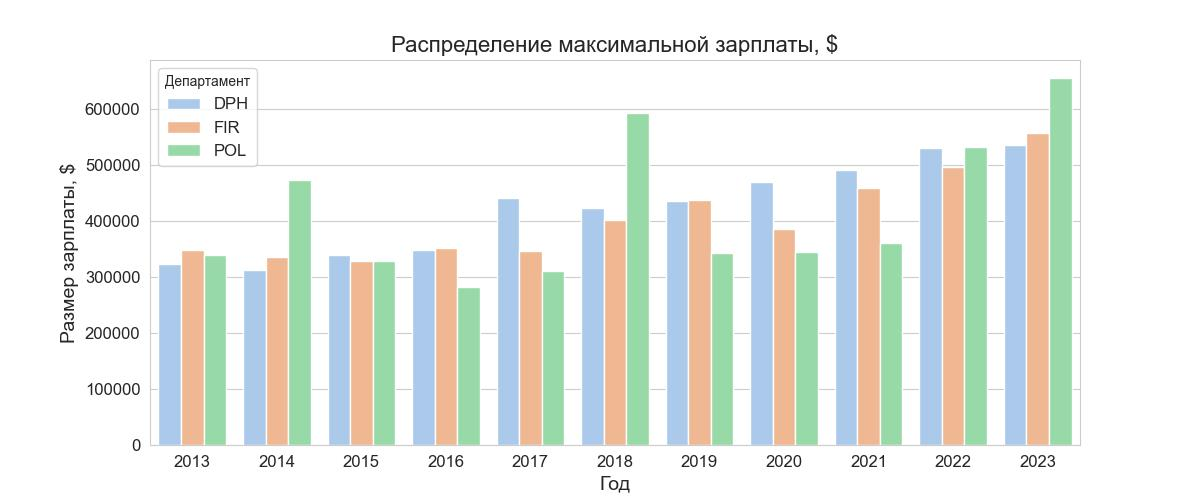 Распределение максимальной зарплаты, $
Департамент
DPH
FIR
POL
Размер зарплаты, $
600000
500000
400000
300000
200000
100000
0
2013 2014 2015 2016 2017 2018 2019 2020 2021 2022 2023
Год